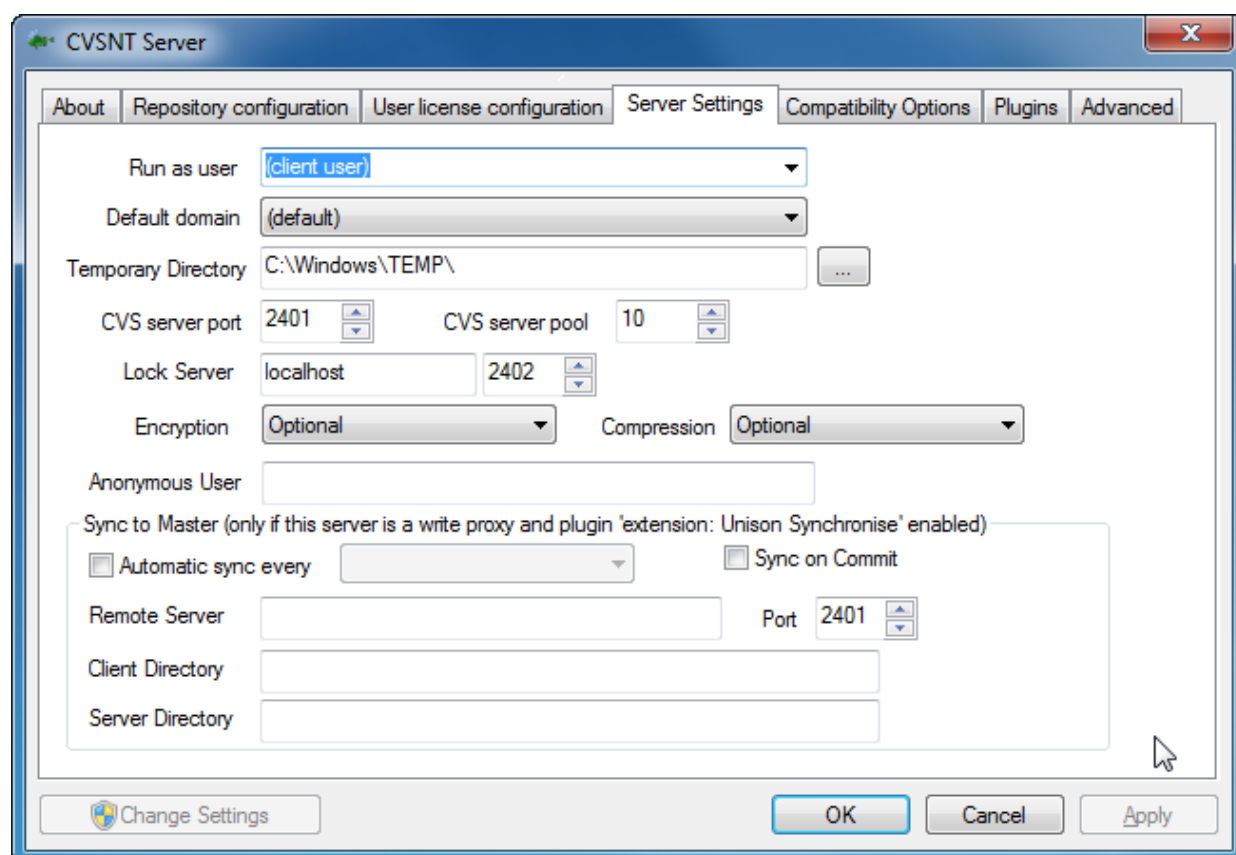 CVSNT Server
About Repository configuration User license configuration Server Settings Compatibility Options Plugins Advanced
Run as user (client user)
Default domain (default)
Temporary Directory C:\Windows\TEMP\ ...
CVS server port 2401 CVS server pool 10
Lock Server localhost 2402
Encryption Optional Compression Optional
Anonymous User
Sync to Master (only if this server is a write proxy and plugin 'extension: Unison Synchronise' enabled)
Automatic sync every Sync on Commit
Remote Server Port 2401
Client Directory
Server Directory
Change Settings OK Cancel Apply